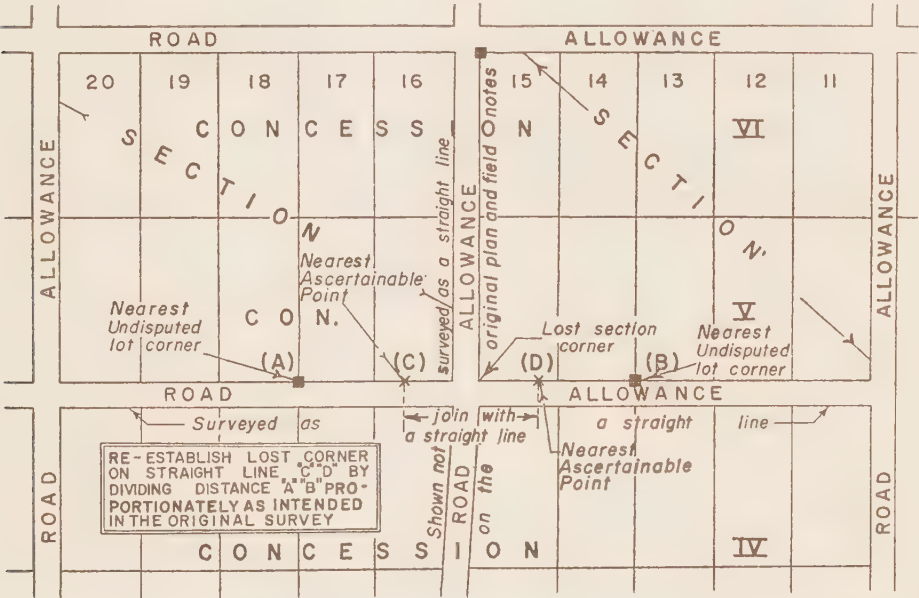 ROAD ALLOWANCE
20 19 18 17 16 15 14 13 12 11
CONCESSION VI
SECTION
SECTION.
ALLOWANCE
ALLOWANCE
ALLOWANCE
Shown not surveyed as a straight line
on the original plan and field notes
Nearest
Ascertainable
Point
Nearest
Undisputed
lot corner
CON. V
Lost section
corner
Nearest
Undisputed
lot corner
(A) (C) (D) (B)
ROAD ALLOWANCE
Surveyed as a straight line
join with
a straight line
Nearest
Ascertainable
Point
RE-ESTABLISH LOST CORNER
ON STRAIGHT LINE "C" "D" BY
DIVIDING DISTANCE "A" "B" PRO-
PORTIONATELY AS INTENDED
IN THE ORIGINAL SURVEY
ROAD
ROAD
ROAD
CONCESSION IV